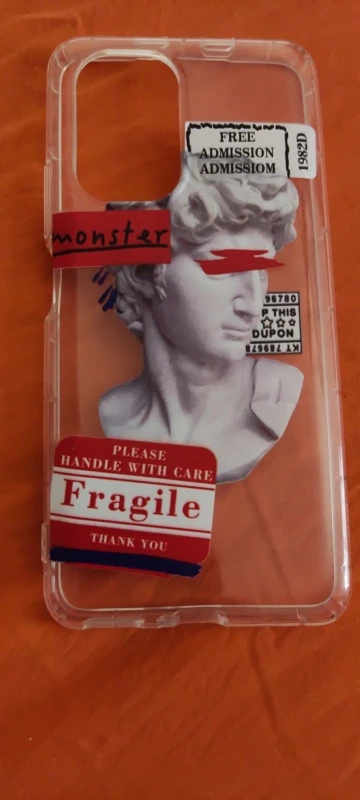 FREE
ADMISSION
ADMISSIOM
1982D
monster
96780
P THIS
DUPON
KT 78967
PLEASE
HANDLE WITH CARE
Fragile
THANK YOU